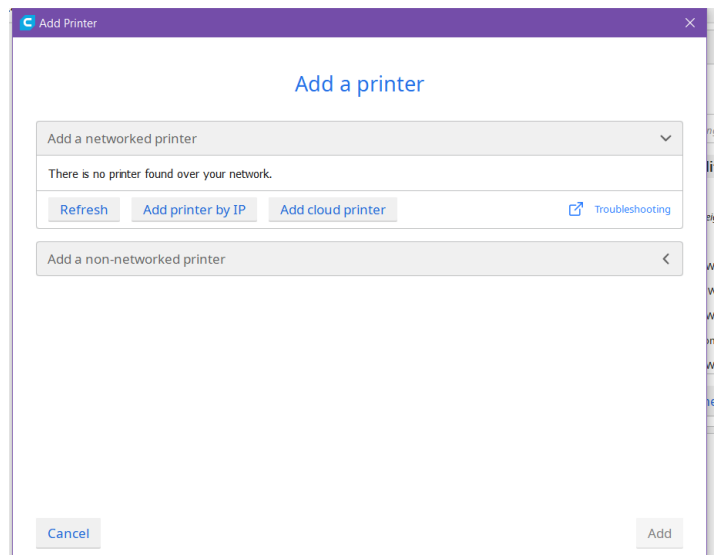 Add Printer
Add a printer
Add a networked printer
There is no printer found over your network.
Refresh Add printer by IP Add cloud printer Troubleshooting
Add a non-networked printer
Cancel Add